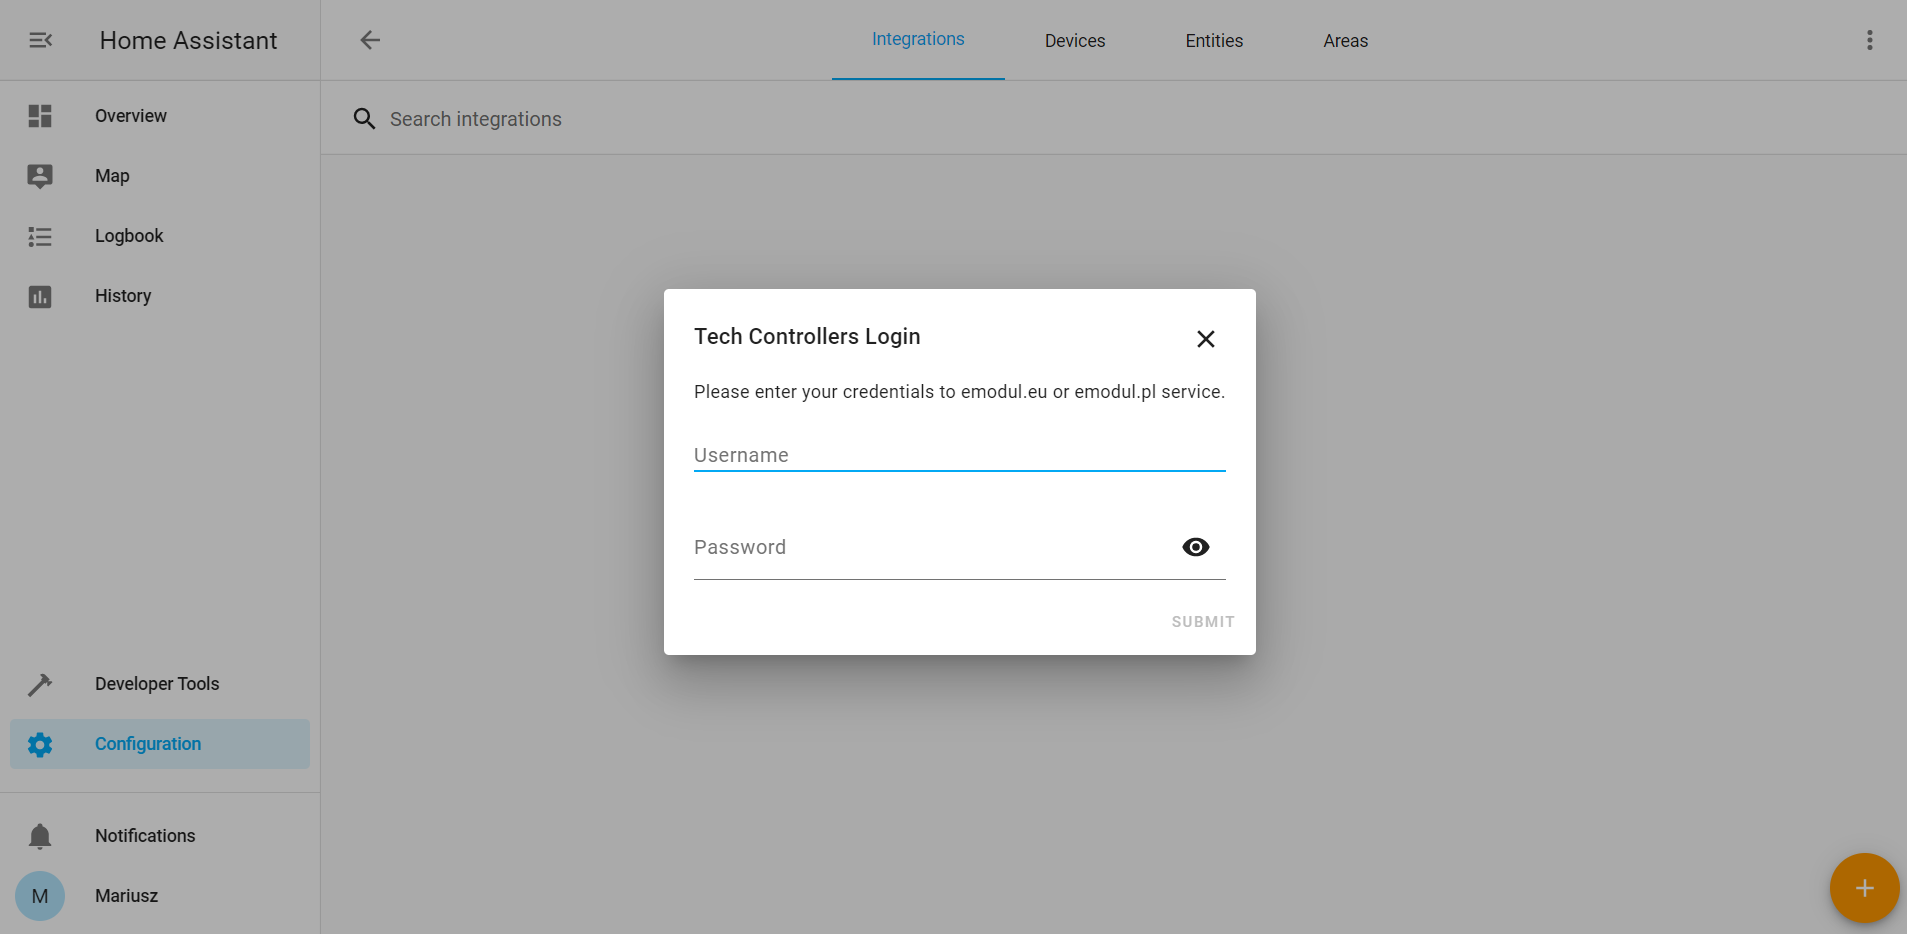 Home Assistant
Integrations Devices Entities Areas
Search integrations
Overview
Map
Logbook
History
Tech Controllers Login
Please enter your credentials to emodul.eu or emodul.pl service.
Username
Password
SUBMIT
Developer Tools
Configuration
Notifications
M Mariusz